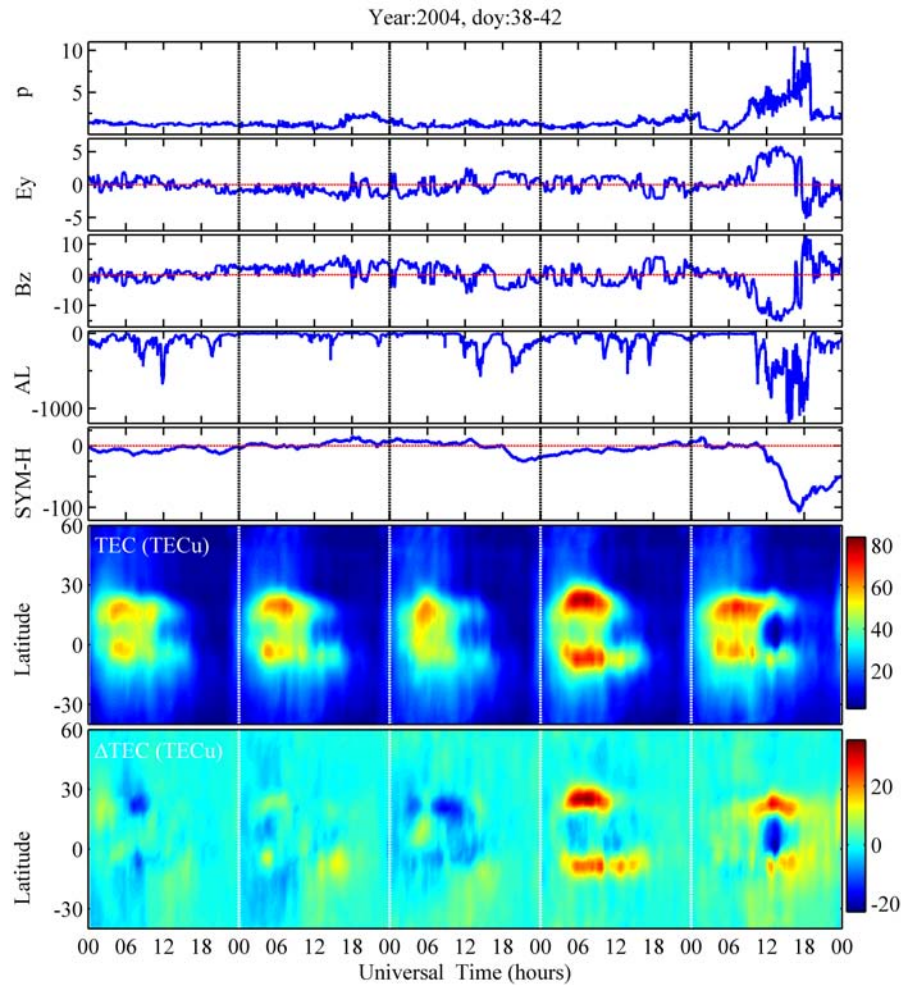 Year:2004, doy:38-42
p
10
5
Ey
5
0
-5
Bz
10
0
-10
AL
0
-1000
SYM-H
0
-100
TEC (TECu)
Latitude
60
30
0
-30
80
60
40
20
ΔTEC (TECu)
Latitude
60
30
0
-30
20
0
-20
00 06 12 18 00 06 12 18 00 06 12 18 00 06 12 18 00 06 12 18 00
Universal Time (hours)